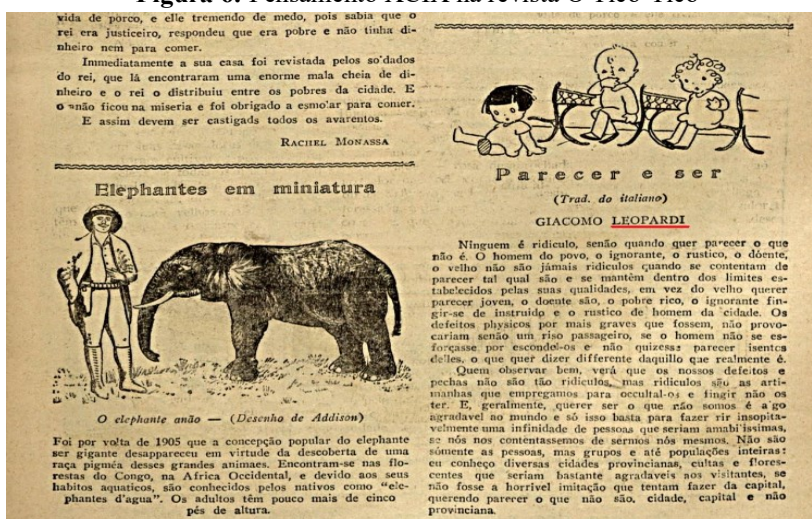 vida de porco, e elle tremendo de medo, pois sabia que o
rei era justiceiro, respondeu que era pobre e não tinha di-
nheiro nem para comer.
Immediatamente a sua casa foi revistada pelos so'dados
do rei, que lá encontraram uma enorme mala cheia de di-
nheiro e o rei o distribuiu entre os pobres da cidade. E
o anão ficou na miseria e foi obrigado a esmo'ar para comer.
E assim devem ser castigads todos os avarentos.
RACHEL MONASSA
Elephantes em miniatura
O elephante anão — (Desenho de Addison)
Foi por vo'ta de 1905 que a concepção popular do elephante
ser gigante desappareceu em virtude da descoberta de uma
raça pigméa desses grandes animaes. Encontram-se nas flo-
restas do Congo, na Africa Occidental, e devido aos seus
habitos aquaticos, são conhecidos pelos nativos como "ele-
phantes d'agua". Os adultos têm pouco mais de cinco
pés de altura.
Parecer e ser
(Trad. do italiano)
GIACOMO LEOPARDI
Ninguem é ridiculo, senão quando quer parecer o que
não é. O homem do povo, o ignorante, o rustico, o dòente,
o velho não são jámais ridiculos quando se contentam de
parecer tal qual são e se mantêm dentro dos limites es-
tabelecidos pelas suas qualidades, em vez do velho querer
parecer joven, o doente são, o pobre rico, o ignorante fin-
gir-se de instruido e o rustico de homem da cidade. Os
defeitos physicos por mais graves que fossem, não provo-
cariam senão um riso passageiro, se o homem não se es-
forçasse por escondel-os e não quizesse parecer isentos
delles, o que quer dizer differente daquillo que realmente é.
Quem observar bem, verá que os nossos defeitos e
pechas não são tão ridiculos, mas ridiculos são as arti-
manhas que empregamos para occultal-os e fingir não os
ter. E, geralmente, querer ser o que não somos é a'go
agradavel no mundo e só isso basta para fazer rir insopita-
velmente uma infinidade de pessoas que seriam amabilissimas,
se nós nos contentassemos de sermos nós mesmos. Não são
sómente as pessoas, mas grupos e até populações inteiras:
eu conheço diversas cidades provincianas, cultas e flores-
centes que seriam bastante agradaveis aos visitantes, se
não fosse a horrivel imitação que tentam fazer da capital,
querendo parecer o que não são, cidade, capital e não
provinciana.